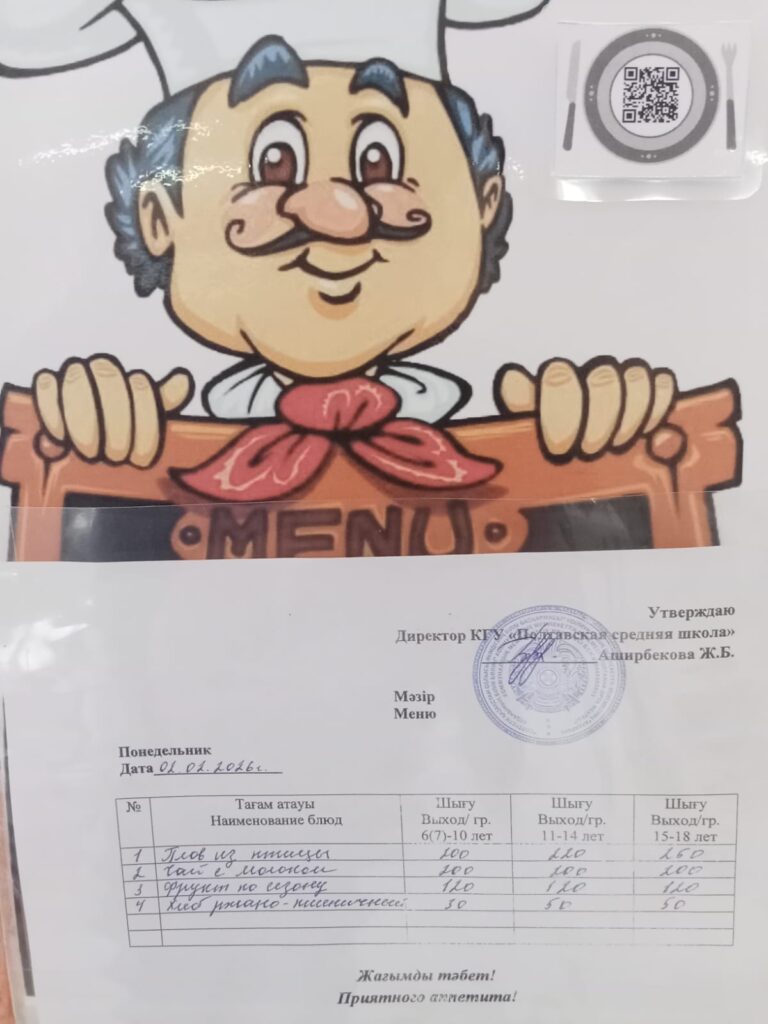 MENU
Утверждаю
Директор КГУ «Полтавская средняя школа»
Аширбекова Ж.Б.
Мәзір
Меню
Понедельник
Дата 02.02.2026г.
№ Тағам атауы Шығу Шығу Шығу
Наименование блюд Выход/ гр. Выход/гр. Выход/гр.
6(7)-10 лет 11-14 лет 15-18 лет
1 Плов из птицы 200 220 250
2 Чай с молоком 200 200 200
3 Фрукт по сезону 120 120 120
4 Хлеб ржано-пшеничный 30 50 50
Жағымды тәбет!
Приятного аппетита!